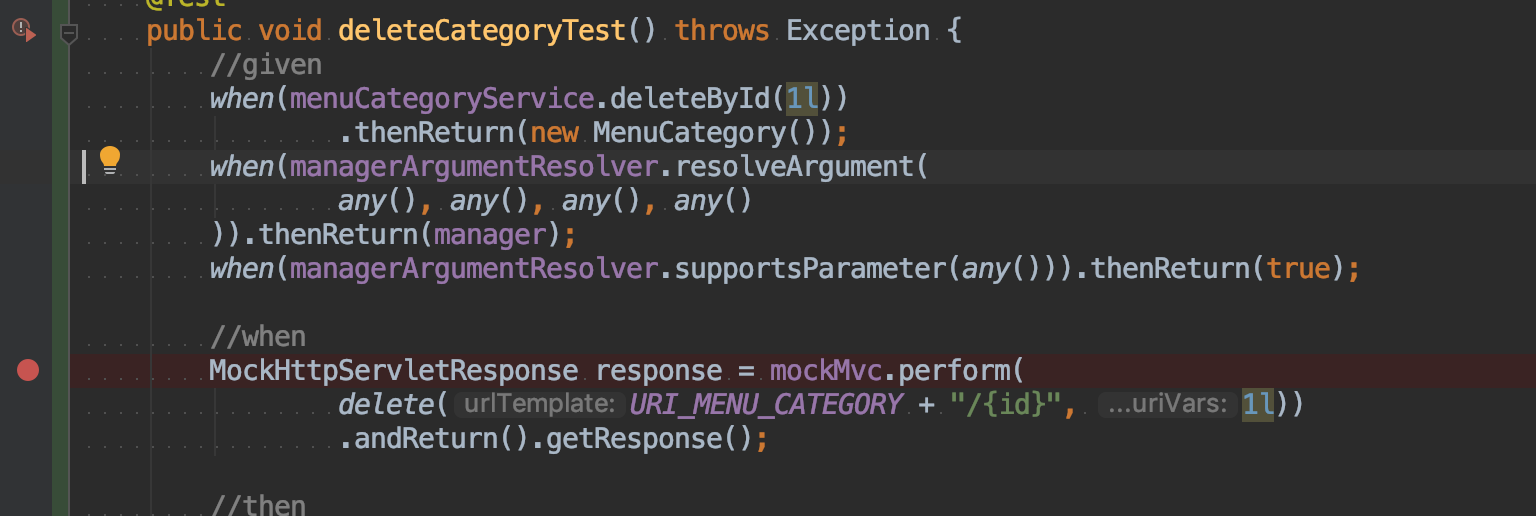 @Test
public void deleteCategoryTest() throws Exception {
//given
when(menuCategoryService.deleteById(1l))
.thenReturn(new MenuCategory());
when(managerArgumentResolver.resolveArgument(
any(), any(), any(), any()
)).thenReturn(manager);
when(managerArgumentResolver.supportsParameter(any())).thenReturn(true);
//when
MockHttpServletResponse response = mockMvc.perform(
delete( urlTemplate: URI_MENU_CATEGORY + "/{id}", ...uriVars: 1l))
.andReturn().getResponse();
//then